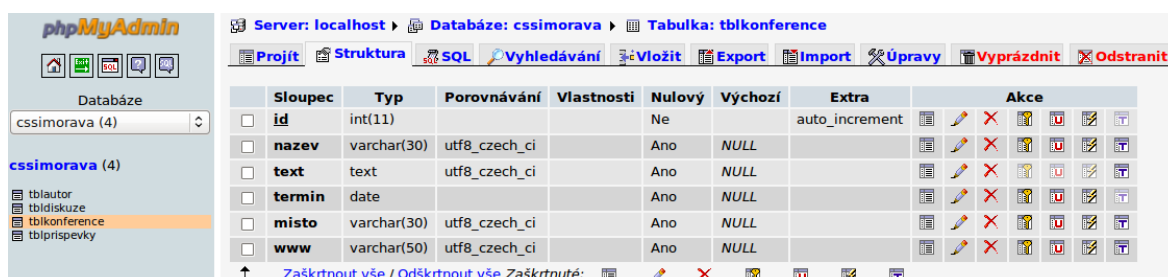 phpMyAdmin
Databáze
cssimorava (4)
cssimorava (4)
tblautor
tbldiskuze
tblkonference
tblprispevky
Server: localhost ▸ Databáze: cssimorava ▸ Tabulka: tblkonference
Projít Struktura SQL Vyhledávání Vložit Export Import Úpravy Vyprázdnit Odstranit
Sloupec Typ Porovnávání Vlastnosti Nulový Výchozí Extra Akce
id int(11) Ne auto_increment
nazev varchar(30) utf8_czech_ci Ano NULL
text text utf8_czech_ci Ano NULL
termin date Ano NULL
misto varchar(30) utf8_czech_ci Ano NULL
www varchar(50) utf8_czech_ci Ano NULL
Zaškrtnout vše / Odškrtnout vše Zaškrtnuté: